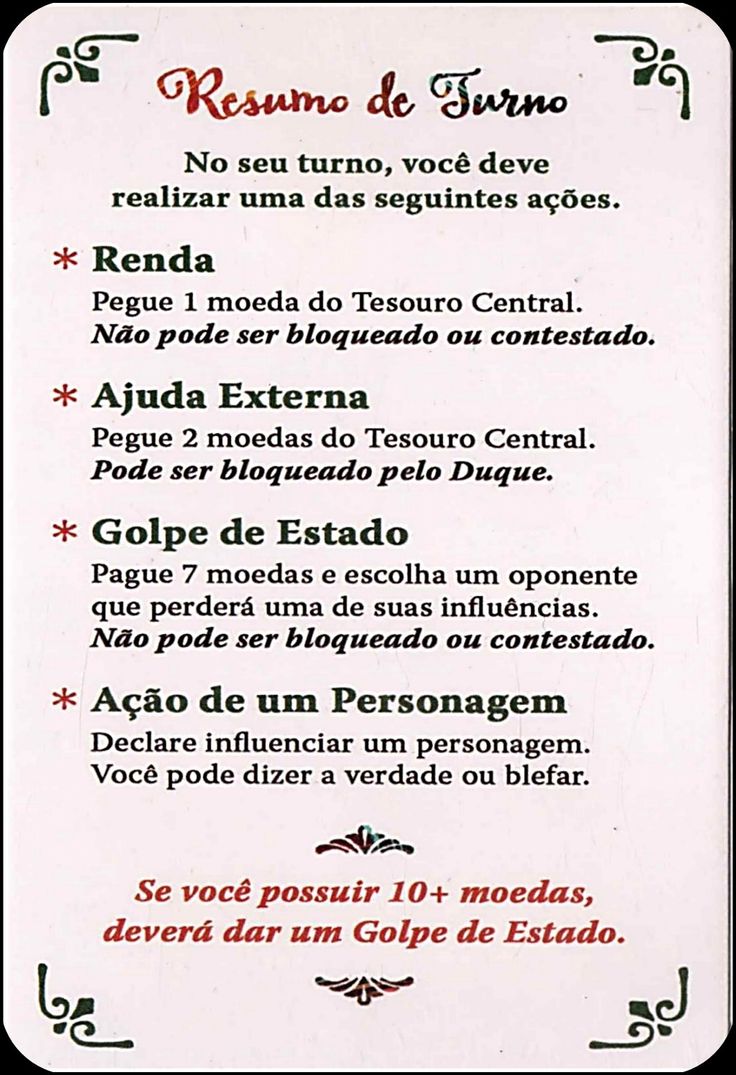 Resumo de Turno
No seu turno, você deve
realizar uma das seguintes ações.
* Renda
Pegue 1 moeda do Tesouro Central.
Não pode ser bloqueado ou contestado.
* Ajuda Externa
Pegue 2 moedas do Tesouro Central.
Pode ser bloqueado pelo Duque.
* Golpe de Estado
Pague 7 moedas e escolha um oponente
que perderá uma de suas influências.
Não pode ser bloqueado ou contestado.
* Ação de um Personagem
Declare influenciar um personagem.
Você pode dizer a verdade ou blefar.
Se você possuir 10+ moedas,
deverá dar um Golpe de Estado.